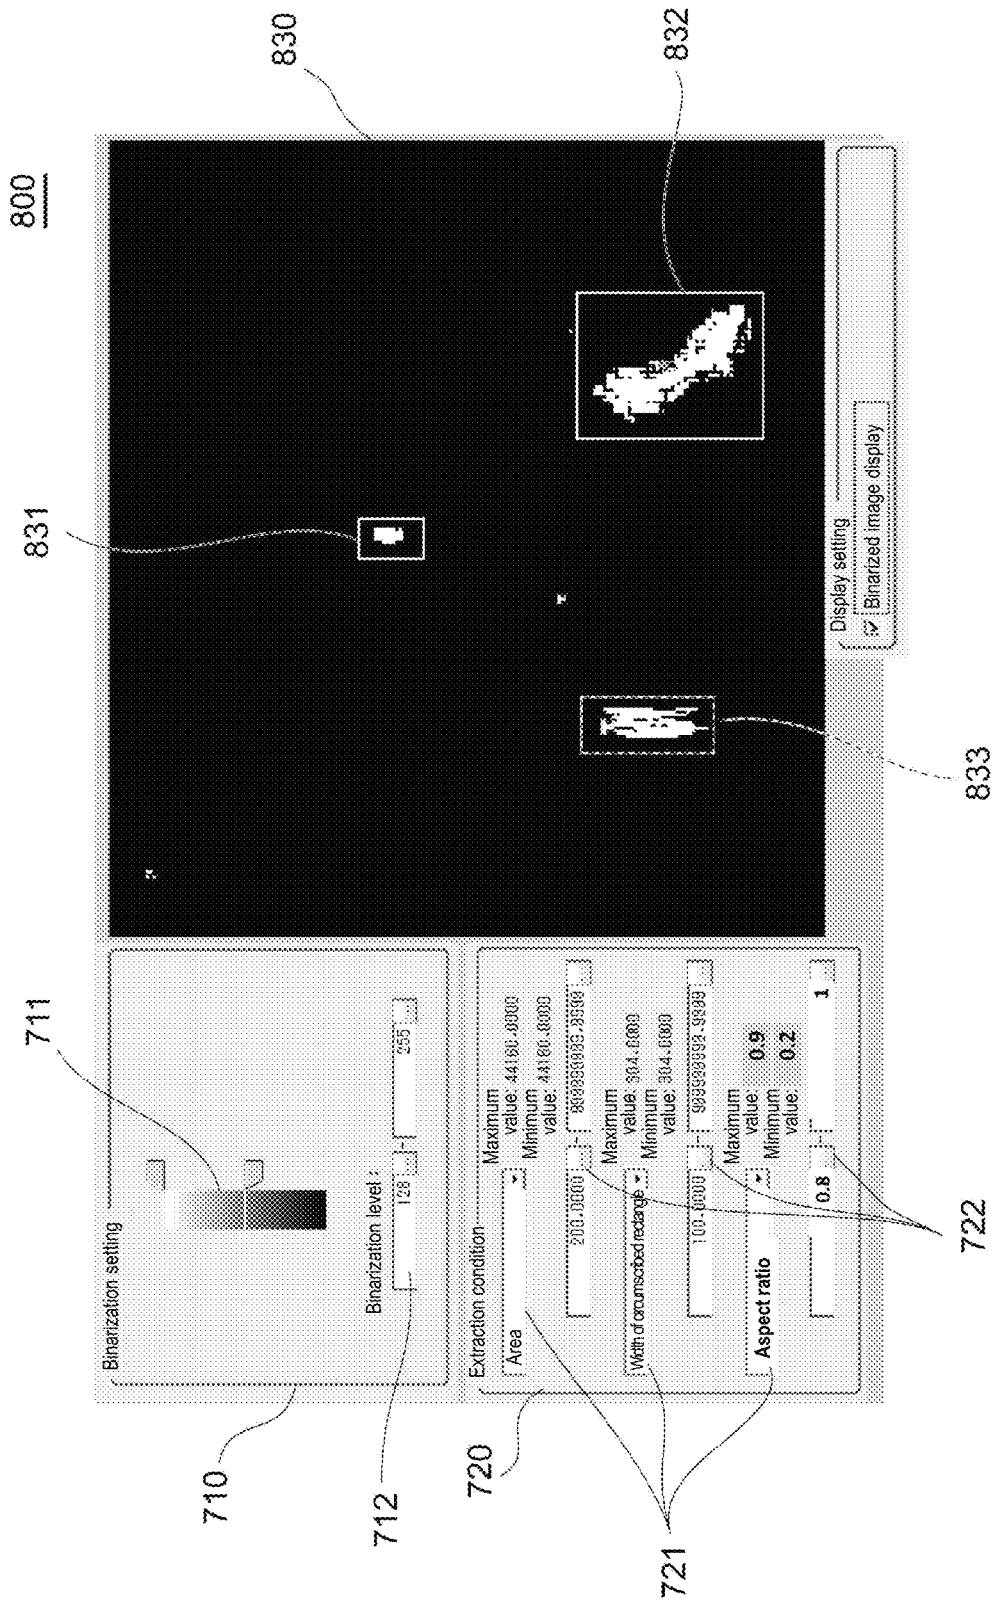 800
830
831
832
833
Binarization setting
711
Binarization level :
128 ... - 255 ...
710
712
Extraction condition
Area
Maximum value: 44160.0000
Minimum value: 44160.0000
200.0000
Width of circumscribed rectangle
Maximum value: 304.0000
Minimum value: 304.0000
100.0000
Aspect ratio
Maximum value: 0.9
Minimum value: 0.2
0.8 - 1
720
721
722
Display setting
Binarized image display